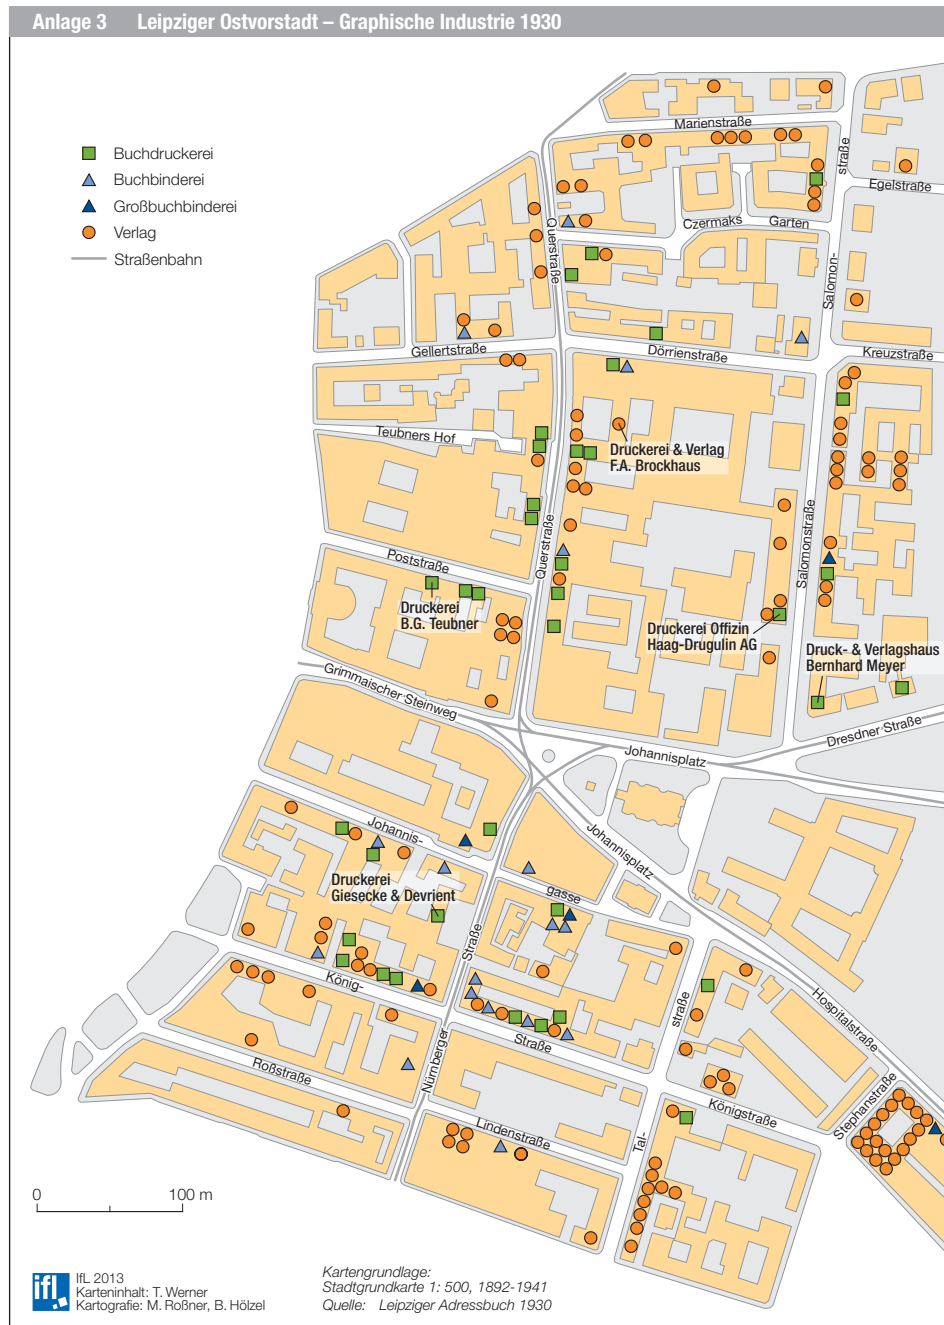 Anlage 3 Leipziger Ostvorstadt – Graphische Industrie 1930
Buchdruckerei
Buchbinderei
Großbuchbinderei
Verlag
Straßenbahn
Marienstraße
straße
Egelstraße
Czermaks Garten
Querstraße
Salomon-
Gellertstraße
Dörrienstraße
Kreuzstraße
Teubners Hof
Druckerei & Verlag
F.A. Brockhaus
Salomonstraße
Querstraße
Poststraße
Druckerei
B.G. Teubner
Druckerei Offizin
Haag-Drugulin AG
Druck- & Verlagshaus
Bernhard Meyer
Grimmaischer Steinweg
Dresdner Straße
Johannisplatz
Johannis-
Johannisplatz
gasse
Druckerei
Giesecke & Devrient
Straße
König-
straße
Hospitalstraße
Straße
Nürnberger
Roßstraße
Stephanstraße
Königstraße
Lindenstraße
Tal-
0 100 m
ifl
IfL 2013
Karteninhalt: T. Werner
Kartografie: M. Roßner, B. Hölzel
Kartengrundlage:
Stadtgrundkarte 1: 500, 1892-1941
Quelle: Leipziger Adressbuch 1930